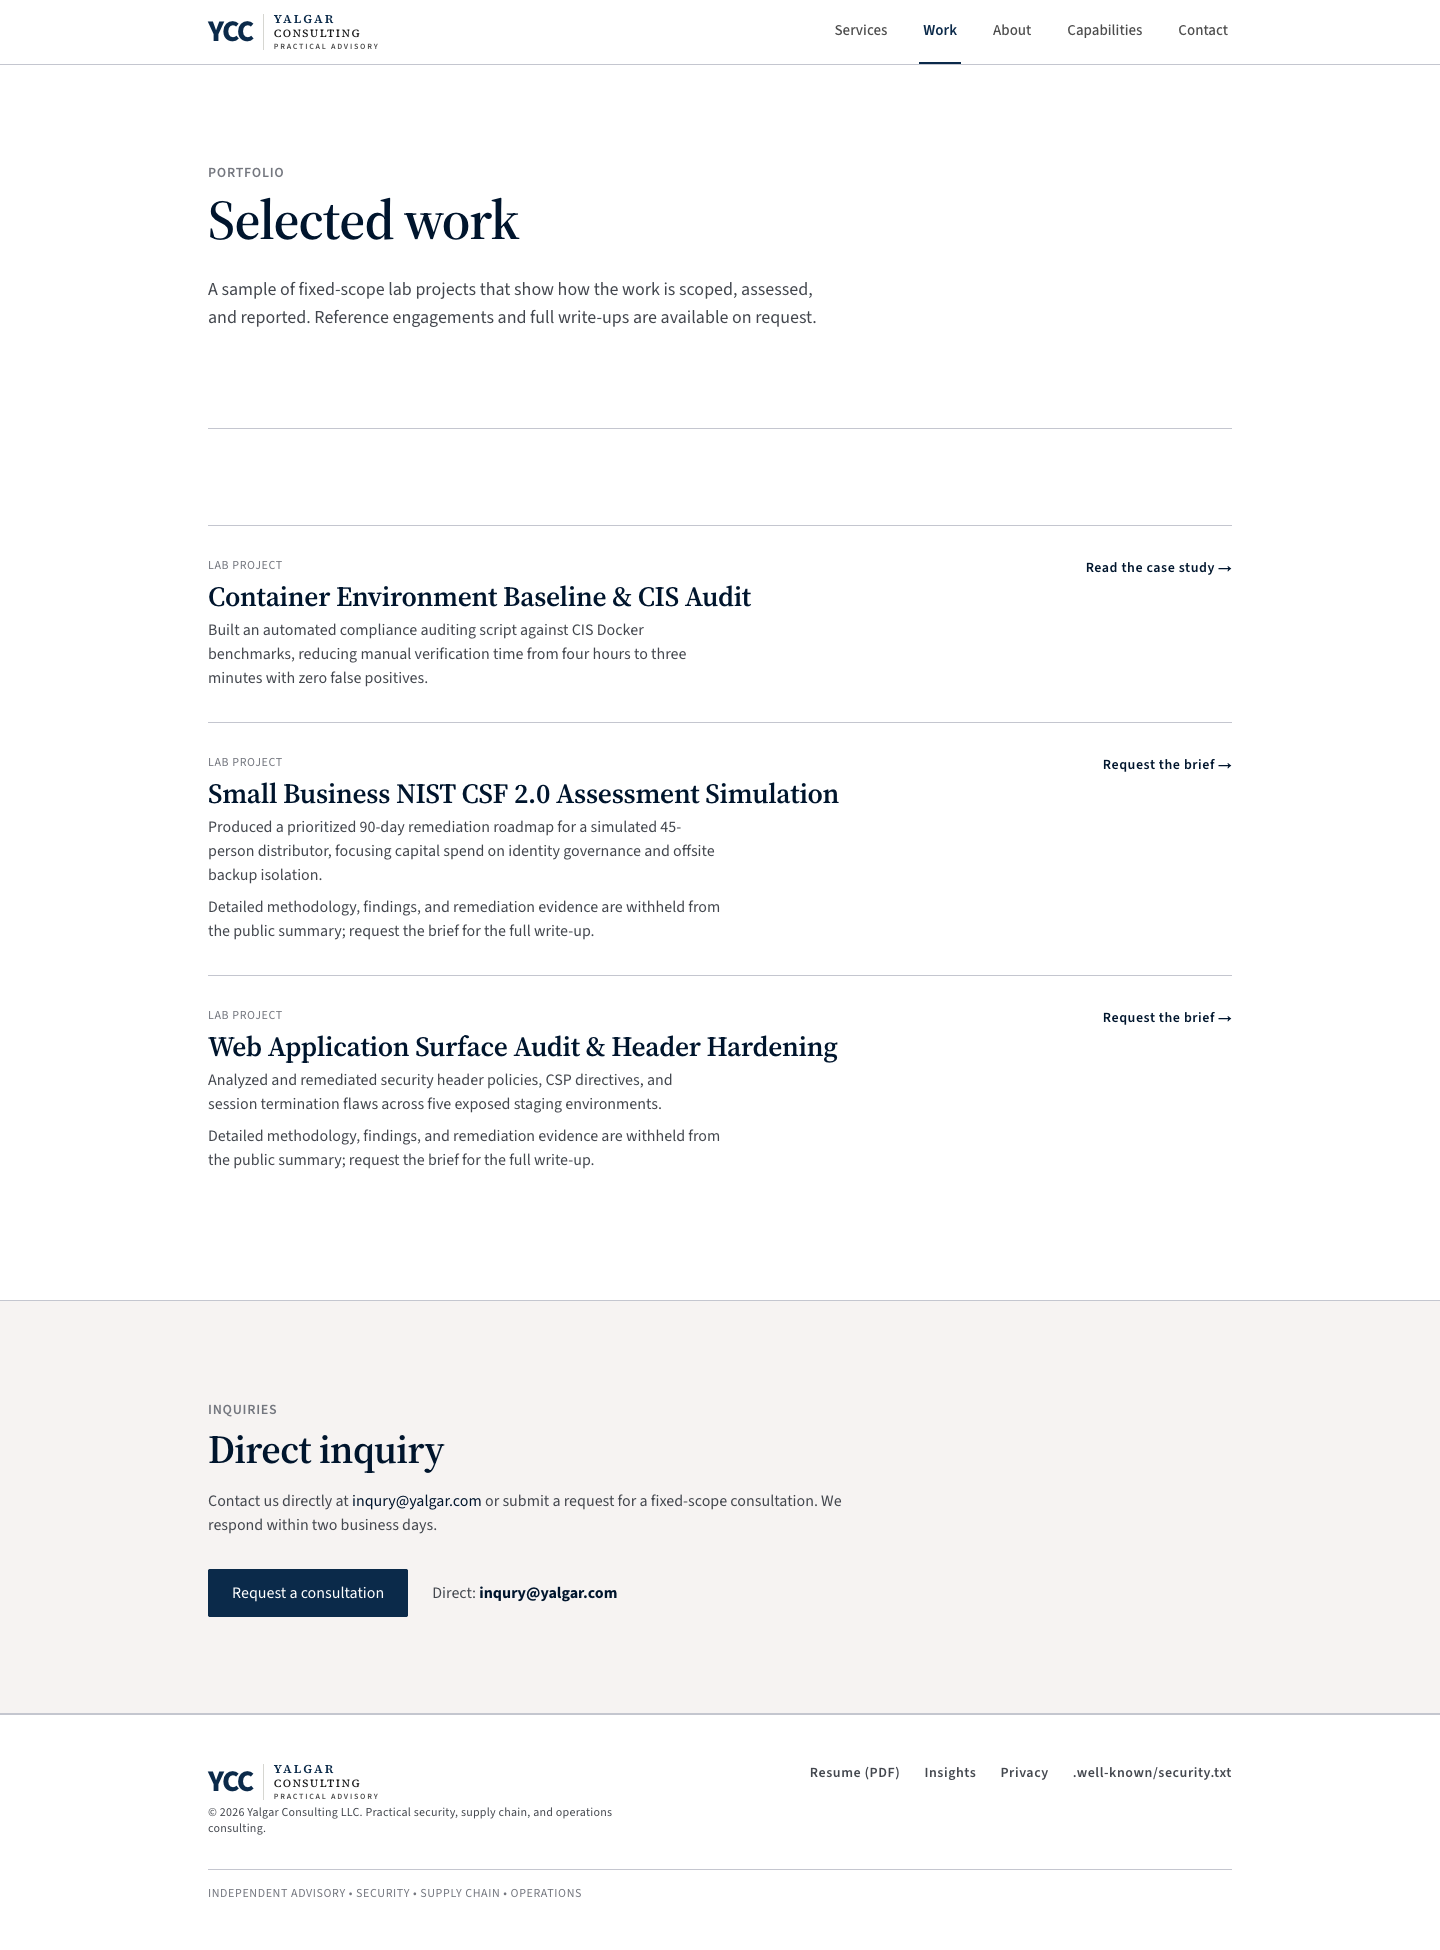 YCC
YALGAR
CONSULTING
PRACTICAL ADVISORY
Services Work About Capabilities Contact
PORTFOLIO
Selected work
A sample of fixed-scope lab projects that show how the work is scoped, assessed,
and reported. Reference engagements and full write-ups are available on request.
LAB PROJECT
Read the case study →
Container Environment Baseline & CIS Audit
Built an automated compliance auditing script against CIS Docker
benchmarks, reducing manual verification time from four hours to three
minutes with zero false positives.
LAB PROJECT
Request the brief →
Small Business NIST CSF 2.0 Assessment Simulation
Produced a prioritized 90-day remediation roadmap for a simulated 45-
person distributor, focusing capital spend on identity governance and offsite
backup isolation.
Detailed methodology, findings, and remediation evidence are withheld from
the public summary; request the brief for the full write-up.
LAB PROJECT
Request the brief →
Web Application Surface Audit & Header Hardening
Analyzed and remediated security header policies, CSP directives, and
session termination flaws across five exposed staging environments.
Detailed methodology, findings, and remediation evidence are withheld from
the public summary; request the brief for the full write-up.
INQUIRIES
Direct inquiry
Contact us directly at inqury@yalgar.com or submit a request for a fixed-scope consultation. We
respond within two business days.
Request a consultation Direct: inqury@yalgar.com
YCC
YALGAR
CONSULTING
PRACTICAL ADVISORY
Resume (PDF) Insights Privacy .well-known/security.txt
© 2026 Yalgar Consulting LLC. Practical security, supply chain, and operations
consulting.
INDEPENDENT ADVISORY • SECURITY • SUPPLY CHAIN • OPERATIONS